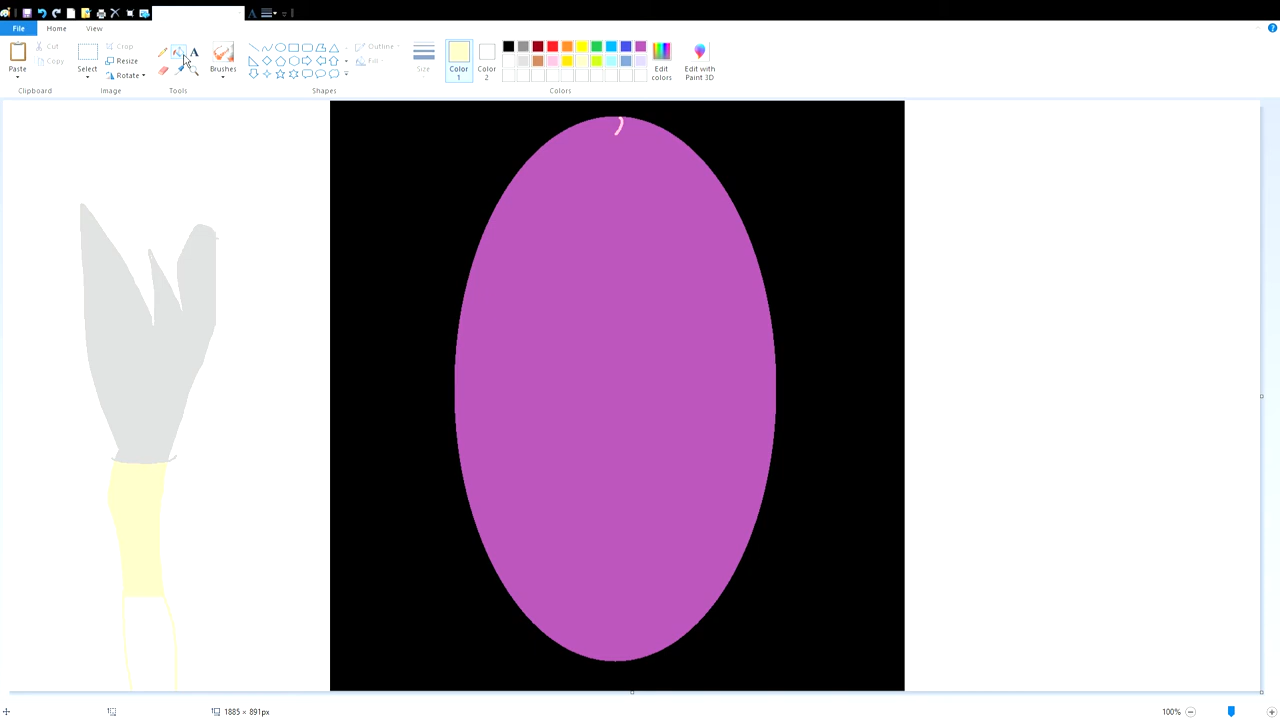 File Home View
Paste Cut Copy Clipboard
Select Crop Resize Rotate Image
A Tools
Brushes
Shapes Outline Fill
Size
Color 1 Color 2 Edit colors Colors
Edit with Paint 3D
1885 × 891px 100%